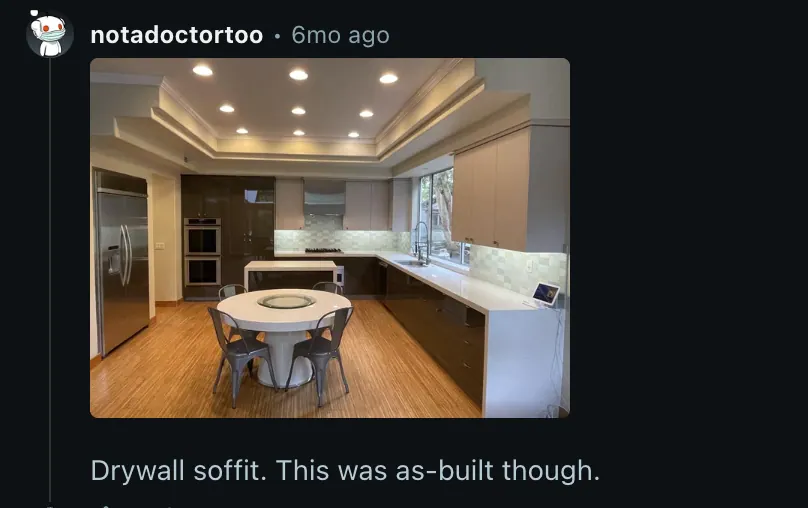 notadoctortoo • 6mo ago
Drywall soffit. This was as-built though.